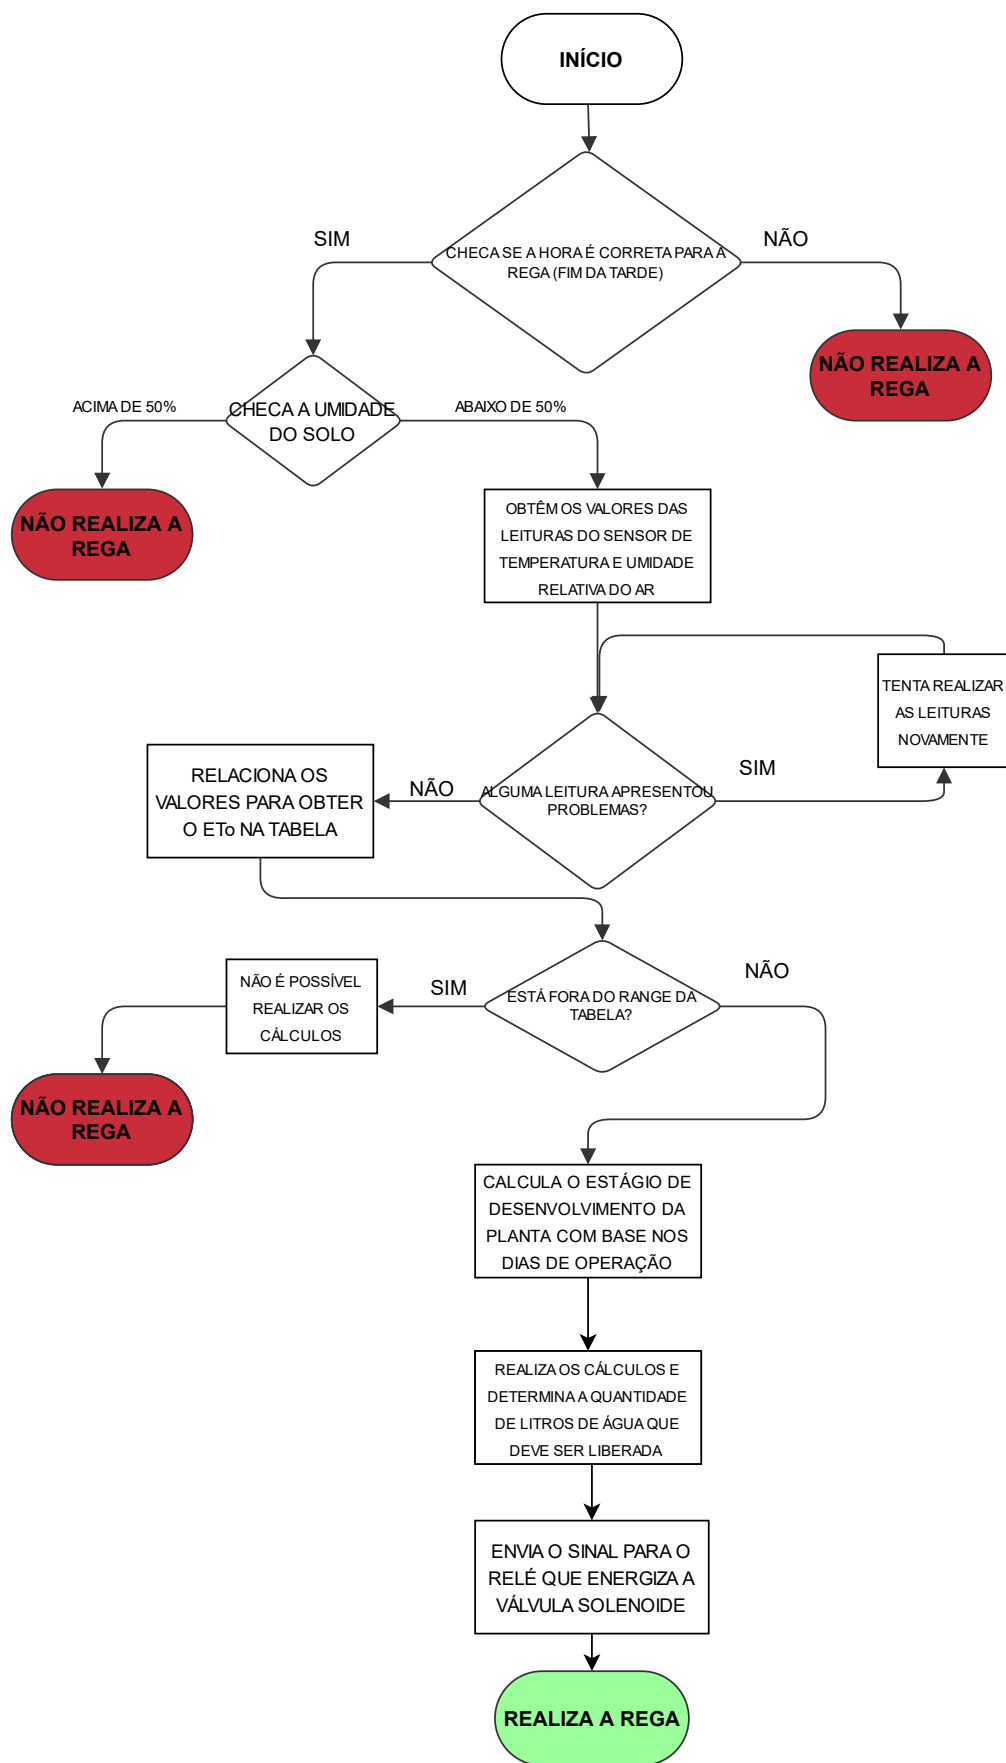 INÍCIO
SIM
NÃO
CHECA SE A HORA É CORRETA PARA A
REGA (FIM DA TARDE)
NÃO REALIZA A
REGA
ACIMA DE 50%
CHECA A UMIDADE
DO SOLO
ABAIXO DE 50%
NÃO REALIZA A
REGA
OBTÊM OS VALORES DAS
LEITURAS DO SENSOR DE
TEMPERATURA E UMIDADE
RELATIVA DO AR
TENTA REALIZAR
AS LEITURAS
NOVAMENTE
RELACIONA OS
VALORES PARA OBTER
O ETo NA TABELA
NÃO
ALGUMA LEITURA APRESENTOU
PROBLEMAS?
SIM
NÃO É POSSÍVEL
REALIZAR OS
CÁLCULOS
SIM
ESTÁ FORA DO RANGE DA
TABELA?
NÃO
NÃO REALIZA A
REGA
CALCULA O ESTÁGIO DE
DESENVOLVIMENTO DA
PLANTA COM BASE NOS
DIAS DE OPERAÇÃO
REALIZA OS CÁLCULOS E
DETERMINA A QUANTIDADE
DE LITROS DE ÁGUA QUE
DEVE SER LIBERADA
ENVIA O SINAL PARA O
RELÉ QUE ENERGIZA A
VÁLVULA SOLENOIDE
REALIZA A REGA